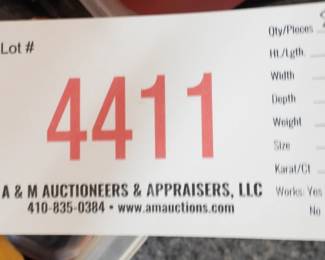 Lot #
4411
A & M AUCTIONEERS & APPRAISERS, LLC
410-835-0384 • www.amauctions.com
Qty/Pieces
Ht./Lgth.
Width
Depth
Weight
Size
Karat/Ct
Works: Yes
No